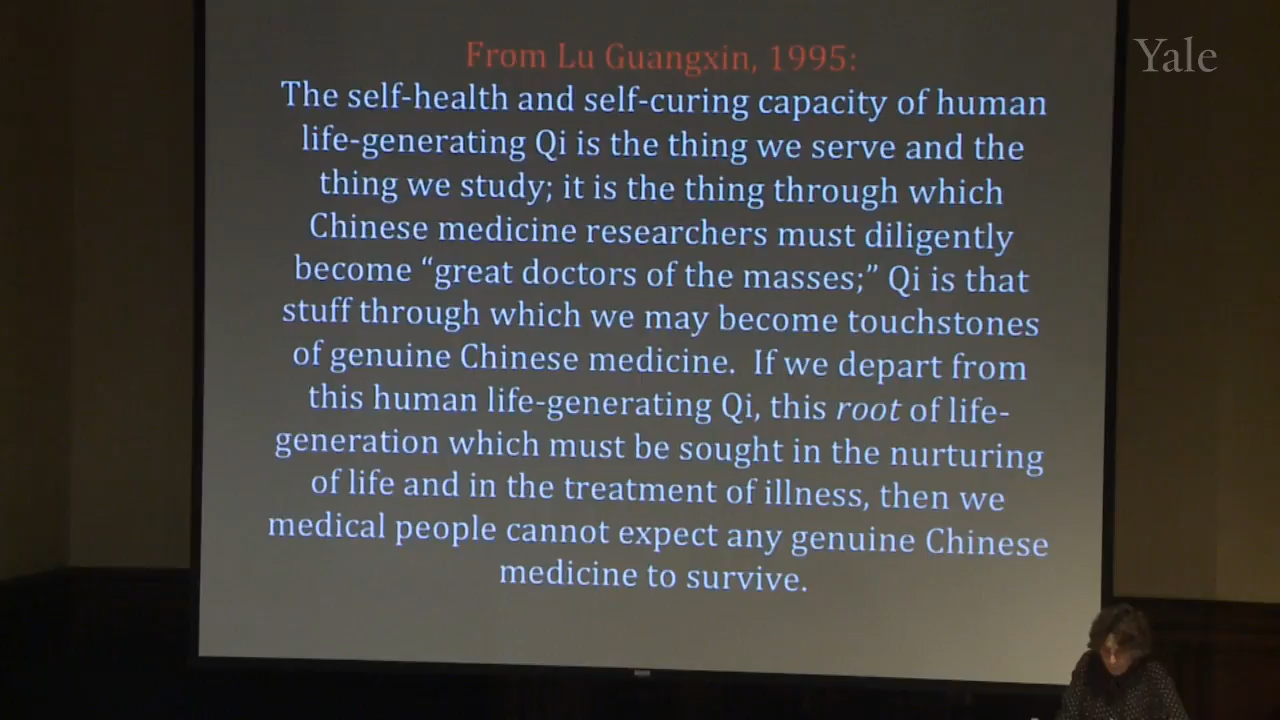 Yale
From Lu Guangxin, 1995:
The self-health and self-curing capacity of human
life-generating Qi is the thing we serve and the
thing we study; it is the thing through which
Chinese medicine researchers must diligently
become “great doctors of the masses;” Qi is that
stuff through which we may become touchstones
of genuine Chinese medicine.  If we depart from
this human life-generating Qi, this root of life-
generation which must be sought in the nurturing
of life and in the treatment of illness, then we
medical people cannot expect any genuine Chinese
medicine to survive.